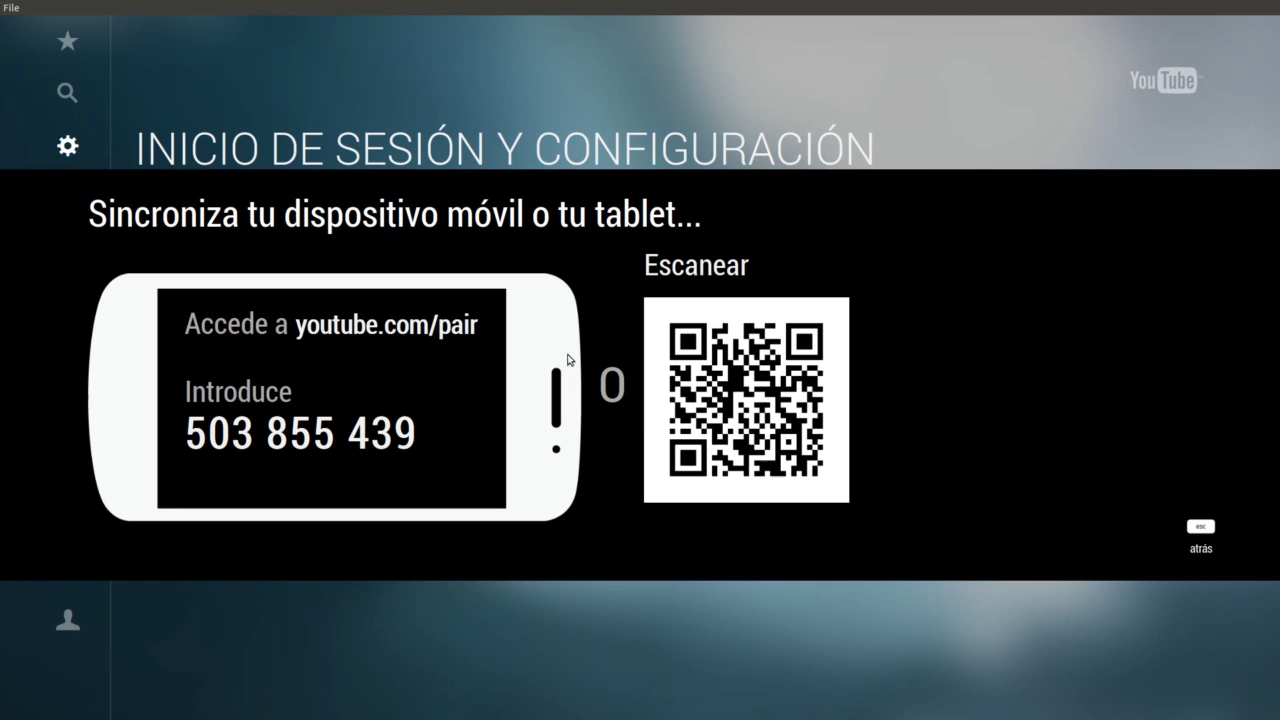 File
YouTube
INICIO DE SESIÓN Y CONFIGURACIÓN
Sincroniza tu dispositivo móvil o tu tablet...
Accede a youtube.com/pair
Introduce
503 855 439
O
Escanear
esc
atrás